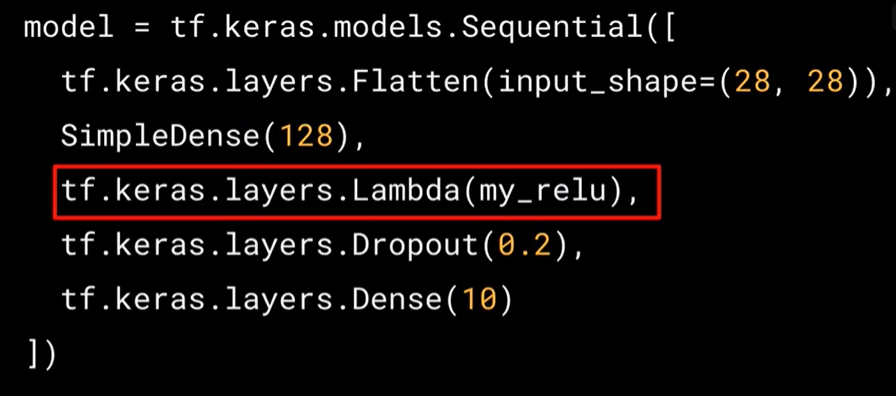 model = tf.keras.models.Sequential([
  tf.keras.layers.Flatten(input_shape=(28, 28)),
  SimpleDense(128),
  tf.keras.layers.Lambda(my_relu),
  tf.keras.layers.Dropout(0.2),
  tf.keras.layers.Dense(10)
])